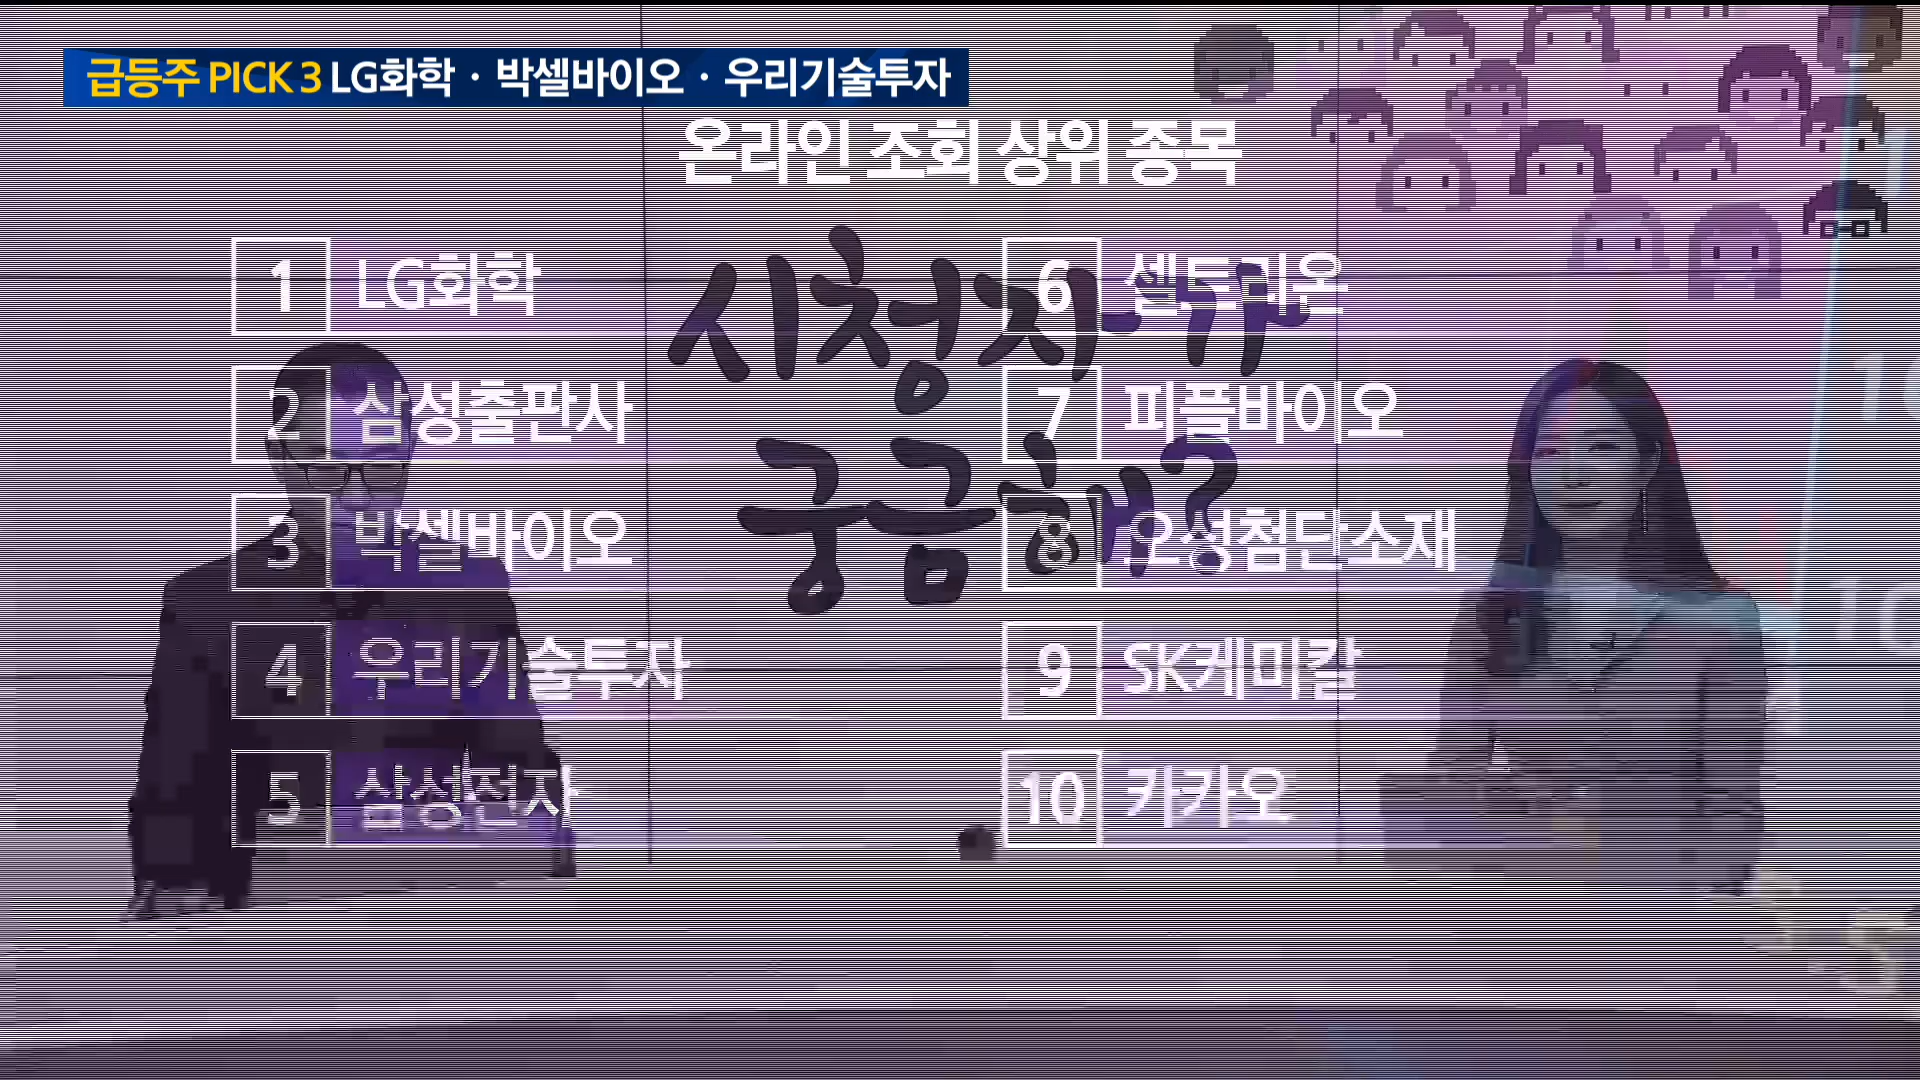 급등주 PICK 3 LG화학 · 박셀바이오 · 우리기술투자
온라인 조회 상위 종목
시청자가
궁금해?
1 LG화학
2 삼성출판사
3 박셀바이오
4 우리기술투자
5 삼성전자
6 셀트리온
7 피플바이오
8 오성첨단소재
9 SK케미칼
10 카카오